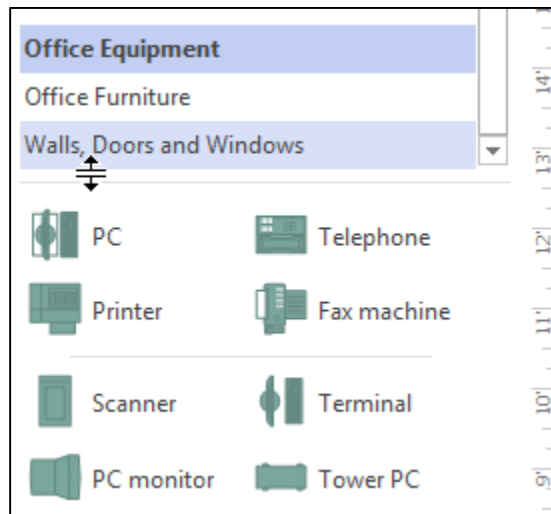 Office Equipment
Office Furniture
Walls, Doors and Windows
PC Telephone
Printer Fax machine
Scanner Terminal
PC monitor Tower PC
14'
13'
12'
11'
10'
9'